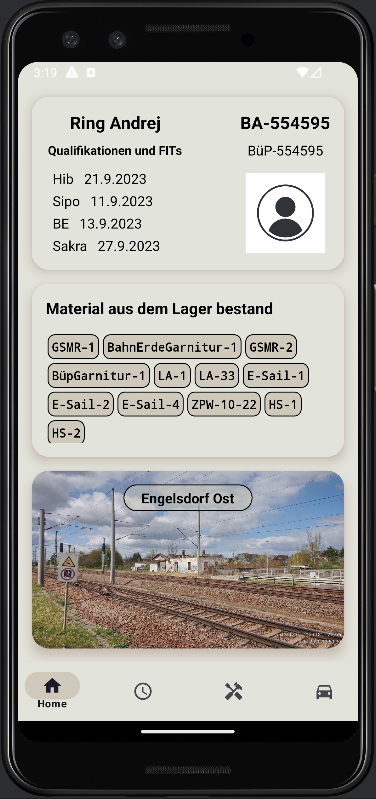 3:19
Ring Andrej
BA-554595
Qualifikationen und FITs
BüP-554595
Hib 21.9.2023
Sipo 11.9.2023
BE 13.9.2023
Sakra 27.9.2023
Material aus dem Lager bestand
GSMR-1 BahnErdeGarnitur-1 GSMR-2
BüpGarnitur-1 LA-1 LA-33 E-Sail-1
E-Sail-2 E-Sail-4 ZPW-10-22 HS-1
HS-2
Engelsdorf Ost
Home